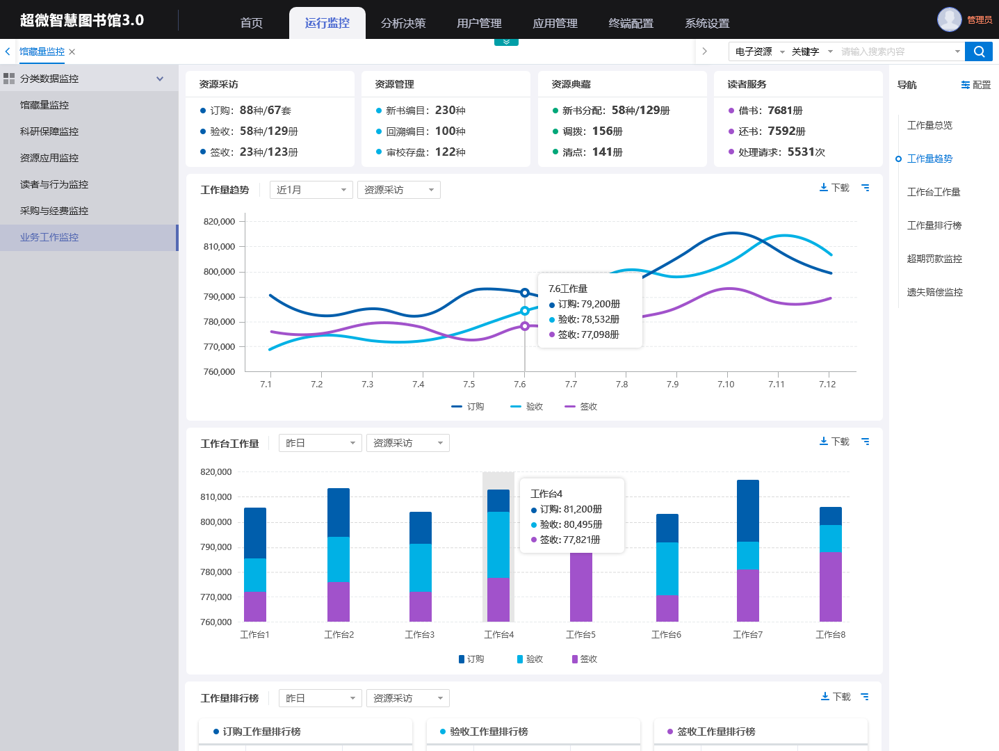 超微智慧图书馆3.0
首页 运行监控 分析决策 用户管理 应用管理 终端配置 系统设置
管理员
馆藏量监控
电子资源 关键字 请输入搜索内容
分类数据监控
馆藏量监控
科研保障监控
资源应用监控
读者与行为监控
采购与经费监控
业务工作监控
资源采访
订购：88种/67套
验收：58种/129册
签收：23种/123册
资源管理
新书编目：230种
回溯编目：100种
审校存盘：122种
资源典藏
新书分配：58种/129册
调拨：156册
清点：141册
读者服务
借书：7681册
还书：7592册
处理请求：5531次
导航 配置
工作量总览
工作量趋势
工作台工作量
工作量排行榜
超期罚款监控
遗失赔偿监控
工作量趋势 近1月 资源采访 下载
820,000
810,000
800,000
790,000
780,000
770,000
760,000
7.6工作量
订购: 79,200册
验收: 78,532册
签收: 77,098册
7.1 7.2 7.3 7.4 7.5 7.6 7.7 7.8 7.9 7.10 7.11 7.12
订购 验收 签收
工作台工作量 昨日 资源采访 下载
820,000
810,000
800,000
790,000
780,000
770,000
760,000
工作台4
订购: 81,200册
验收: 80,495册
签收: 77,821册
工作台1 工作台2 工作台3 工作台4 工作台5 工作台6 工作台7 工作台8
订购 验收 签收
工作量排行榜 昨日 资源采访 下载
订购工作量排行榜 验收工作量排行榜 签收工作量排行榜